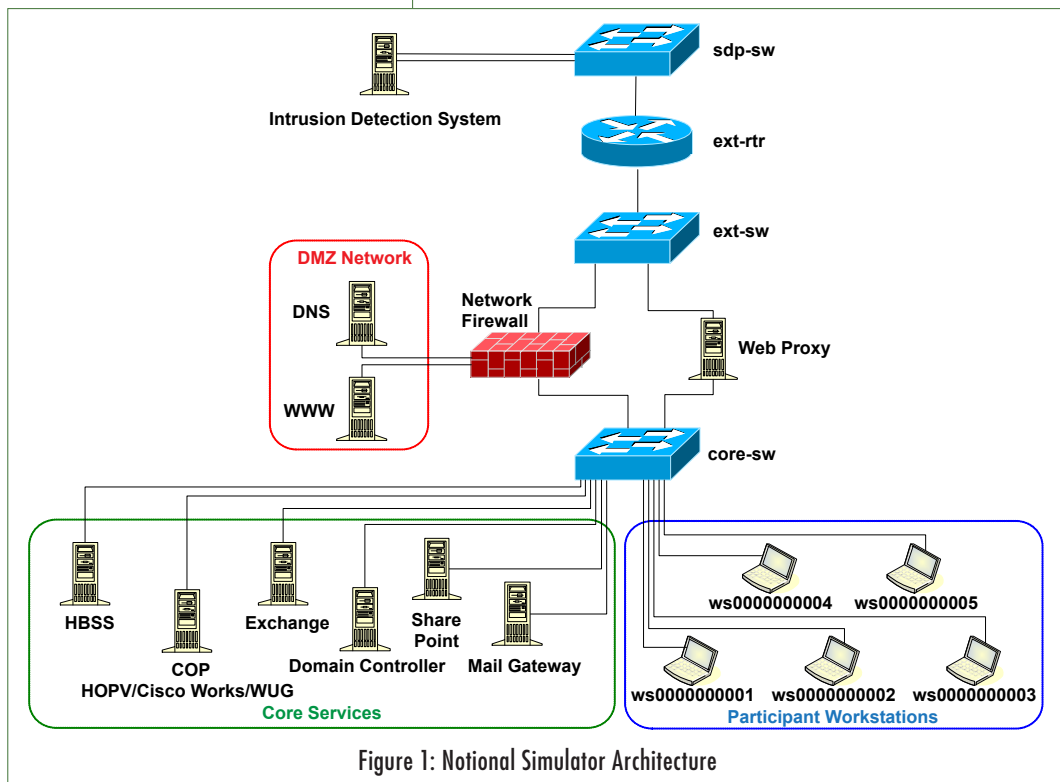 sdp-sw
Intrusion Detection System
ext-rtr
ext-sw
DMZ Network
DNS
Network
Firewall
Web Proxy
WWW
core-sw
HBSS
COP
HOPV/Cisco Works/WUG
Exchange
Domain Controller
Share
Point
Mail Gateway
Core Services
ws0000000004
ws0000000005
ws0000000001
ws0000000002
ws0000000003
Participant Workstations
Figure 1: Notional Simulator Architecture